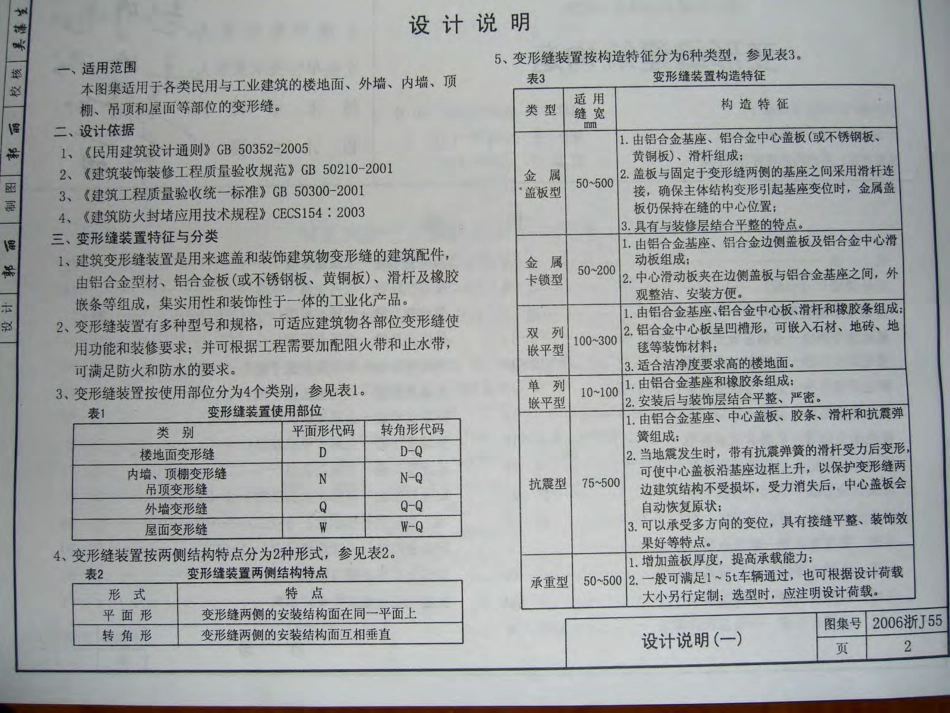 设计说明
一、适用范围
本图集适用于各类民用与工业建筑的楼地面、外墙、内墙、顶
棚、吊顶和屋面等部位的变形缝。
二、设计依据
1、《民用建筑设计通则》GB 50352-2005
2、《建筑装饰装修工程质量验收规范》GB 50210-2001
3、《建筑工程质量验收统一标准》GB 50300-2001
4、《建筑防火封堵应用技术规程》CECS154：2003
三、变形缝装置特征与分类
1、建筑变形缝装置是用来遮盖和装饰建筑物变形缝的建筑配件，
由铝合金型材、铝合金板(或不锈钢板、黄铜板)、滑杆及橡胶
嵌条等组成，集实用性和装饰性于一体的工业化产品。
2、变形缝装置有多种型号和规格，可适应建筑物各部位变形缝使
用功能和装修要求；并可根据工程需要加配阻火带和止水带，
可满足防火和防水的要求。
3、变形缝装置按使用部位分为4个类别，参见表1。
表1 变形缝装置使用部位
类 别 平面形代码 转角形代码
楼地面变形缝 D D-Q
内墙、顶棚变形缝
吊顶变形缝 N N-Q
外墙变形缝 Q Q-Q
屋面变形缝 W W-Q
4、变形缝装置按两侧结构特点分为2种形式，参见表2。
表2 变形缝装置两侧结构特点
形 式 特 点
平 面 形 变形缝两侧的安装结构面在同一平面上
转 角 形 变形缝两侧的安装结构面互相垂直
5、变形缝装置按构造特征分为6种类型，参见表3。
表3 变形缝装置构造特征
类 型 适 用 缝 宽 mm 构 造 特 征
金 属 盖板型 50~500
1.由铝合金基座、铝合金中心盖板(或不锈钢板、
黄铜板)、滑杆组成；
2.盖板与固定于变形缝两侧的基座之间采用滑杆连
接，确保主体结构变形引起基座变位时，金属盖
板仍保持在缝的中心位置；
3.具有与装修层结合平整的特点。
金 属 卡锁型 50~200
1.由铝合金基座、铝合金边侧盖板及铝合金中心滑
动板组成；
2.中心滑动板夹在边侧盖板与铝合金基座之间，外
观整洁、安装方便。
双 列 嵌平型 100~300
1.由铝合金基座、铝合金中心板、滑杆和橡胶条组成；
2.铝合金中心板呈凹槽形，可嵌入石材、地砖、地
毯等装饰材料；
3.适合洁净度要求高的楼地面。
单 列 嵌平型 10~100
1.由铝合金基座和橡胶条组成；
2.安装后与装饰层结合平整、严密。
抗震型 75~500
1.由铝合金基座、中心盖板、胶条、滑杆和抗震弹
簧组成；
2.当地震发生时，带有抗震弹簧的滑杆受力后变形，
可使中心盖板沿基座边框上升，以保护变形缝两
边建筑结构不受损坏，受力消失后，中心盖板会
自动恢复原状；
3.可以承受多方向的变位，具有接缝平整、装饰效
果好等特点。
承重型 50~500
1.增加盖板厚度，提高承载能力；
2.一般可满足1～5t车辆通过，也可根据设计荷载
大小另行定制；选型时，应注明设计荷载。
设计说明(一)
图集号 2006浙J55
页 2
校核
制图
郭丽
设计
郭丽